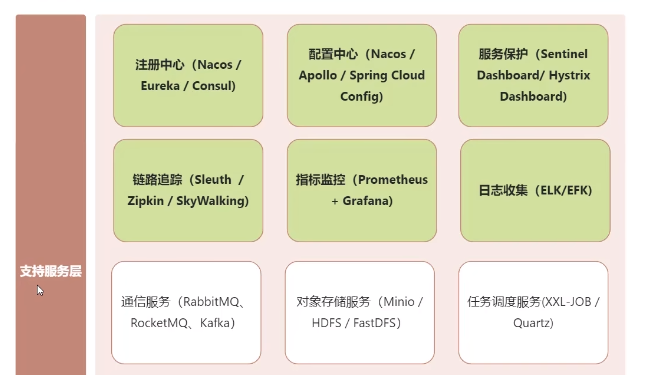 支持服务层
注册中心（Nacos /
Eureka / Consul)
配置中心（Nacos /
Apollo / Spring Cloud
Config)
服务保护（Sentinel
Dashboard/ Hystrix
Dashboard)
链路追踪（Sleuth /
Zipkin / SkyWalking)
指标监控（Prometheus
+ Grafana)
日志收集（ELK/EFK)
通信服务（RabbitMQ、
RocketMQ、Kafka）
对象存储服务（Minio /
HDFS / FastDFS）
任务调度服务(XXL-JOB /
Quartz)